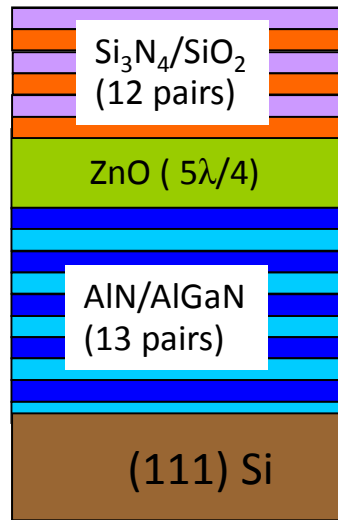 Si₃N₄/SiO₂
(12 pairs)
ZnO ( 5λ/4)
AlN/AlGaN
(13 pairs)
(111) Si